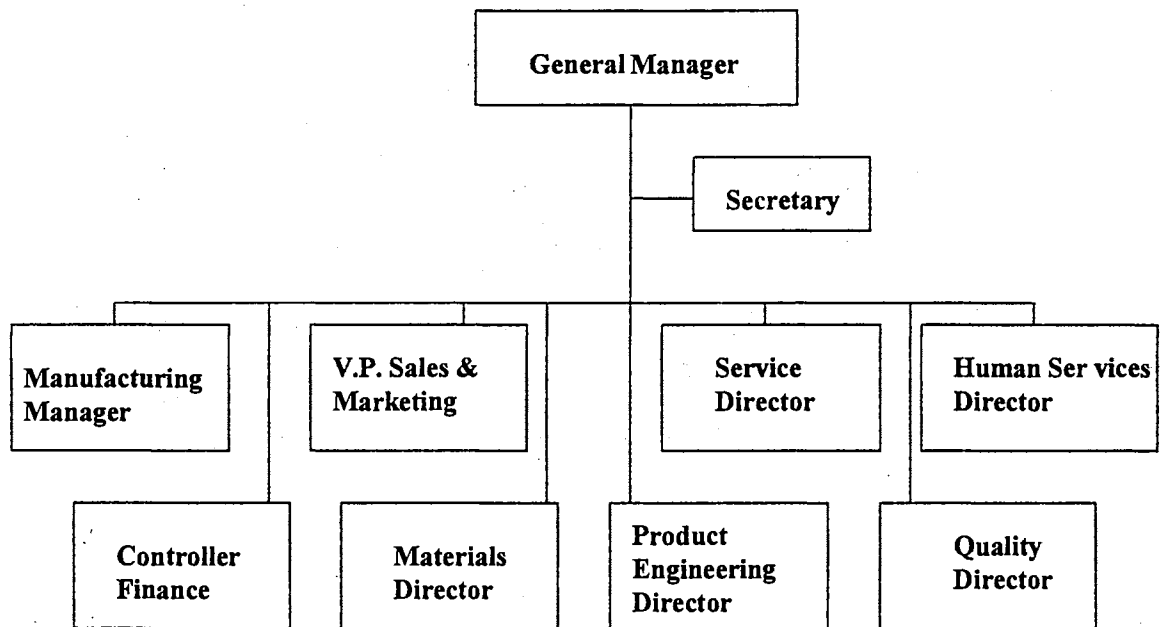 General Manager
Secretary
Manufacturing
Manager
V.P. Sales &
Marketing
Service
Director
Human Ser vices
Director
Controller
Finance
Materials
Director
Product
Engineering
Director
Quality
Director